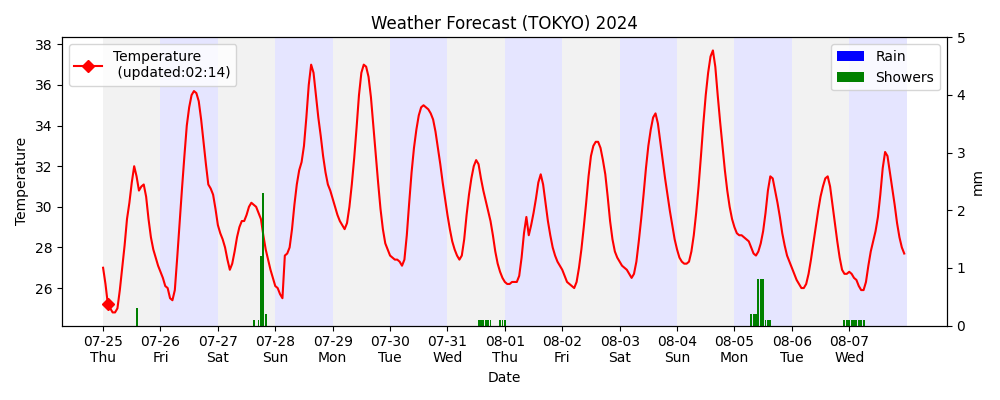 Weather Forecast (TOKYO) 2024
Temperature
(updated:02:14)
Rain
Showers
38
36
34
32
30
28
26
Temperature
5
4
3
2
1
0
mm
07-25 07-26 07-27 07-28 07-29 07-30 07-31 08-01 08-02 08-03 08-04 08-05 08-06 08-07
Thu Fri Sat Sun Mon Tue Wed Thu Fri Sat Sun Mon Tue Wed
Date